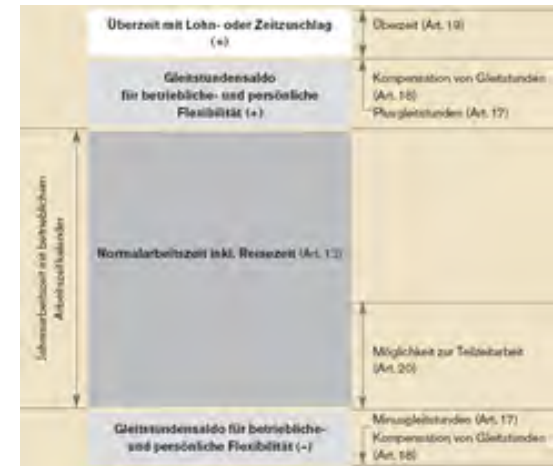 Überzeit mit Lohn- oder Zeitzuschlag
(+)
Überzeit (Art. 19)
Gleitstundensaldo
für betriebliche- und persönliche
Flexibilität (+)
Kompensation von Gleitstunden
(Art. 18)
Plusgleitstunden (Art. 17)
Jahresarbeitszeit mit betrieblichem
Arbeitszeitkalender
Normalarbeitszeit inkl. Reisezeit (Art. 13)
Möglichkeit zur Teilzeitarbeit
(Art. 20)
Gleitstundensaldo für betriebliche-
und persönliche Flexibilität (–)
Minusgleitstunden (Art. 17)
Kompensation von Gleitstunden
(Art. 18)